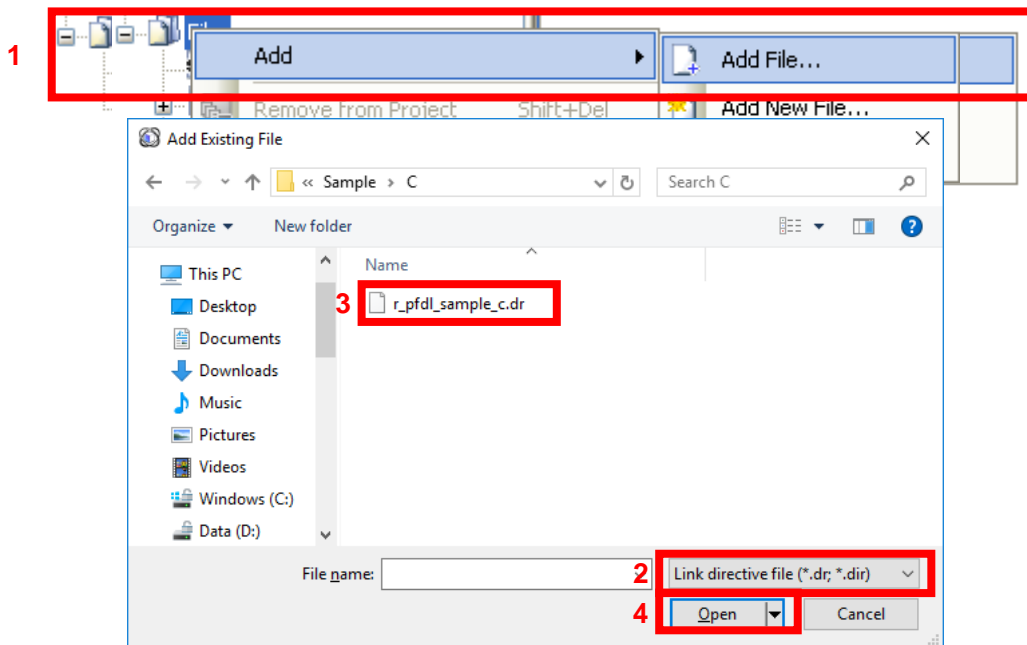 1
Add
Add File...
Remove from Project Shift+Del
Add New File...
Add Existing File
« Sample › C
Search C
Organize
New folder
This PC
Name
3
r_pfdl_sample_c.dr
Desktop
Documents
Downloads
Music
Pictures
Videos
Windows (C:)
Data (D:)
File name:
2
Link directive file (*.dr; *.dir)
4
Open
Cancel